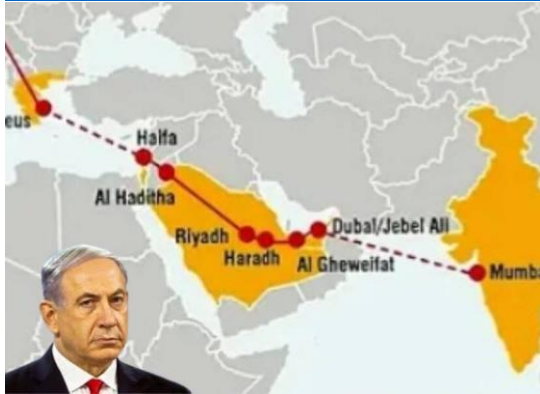 eus
Haifa
Al Haditha
Riyadh
Dubai/Jebel Ali
Haradh
Al Gheweifat
Mumba